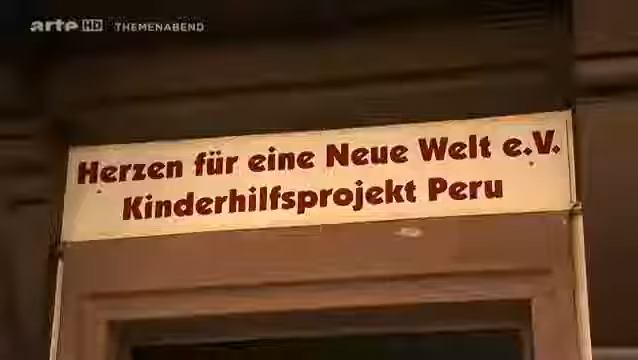 arte HD THEMENABEND
Herzen für eine Neue Welt e.V.
Kinderhilfsprojekt Peru